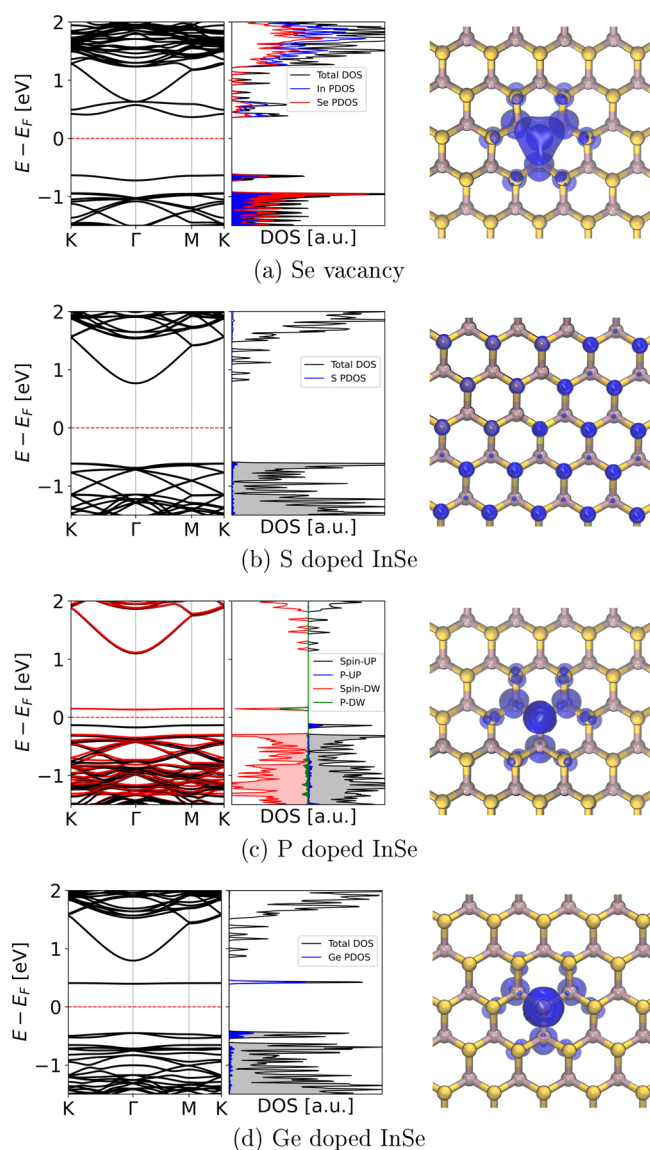 2
1
0
−1
E − E_F [eV]
K Γ M K
DOS [a.u.]
Total DOS
In PDOS
Se PDOS
(a) Se vacancy
2
1
0
−1
E − E_F [eV]
K Γ M K
DOS [a.u.]
Total DOS
S PDOS
(b) S doped InSe
2
1
0
−1
E − E_F [eV]
K Γ M K
DOS [a.u.]
Spin-UP
P-UP
Spin-DW
P-DW
(c) P doped InSe
2
1
0
−1
E − E_F [eV]
K Γ M K
DOS [a.u.]
Total DOS
Ge PDOS
(d) Ge doped InSe